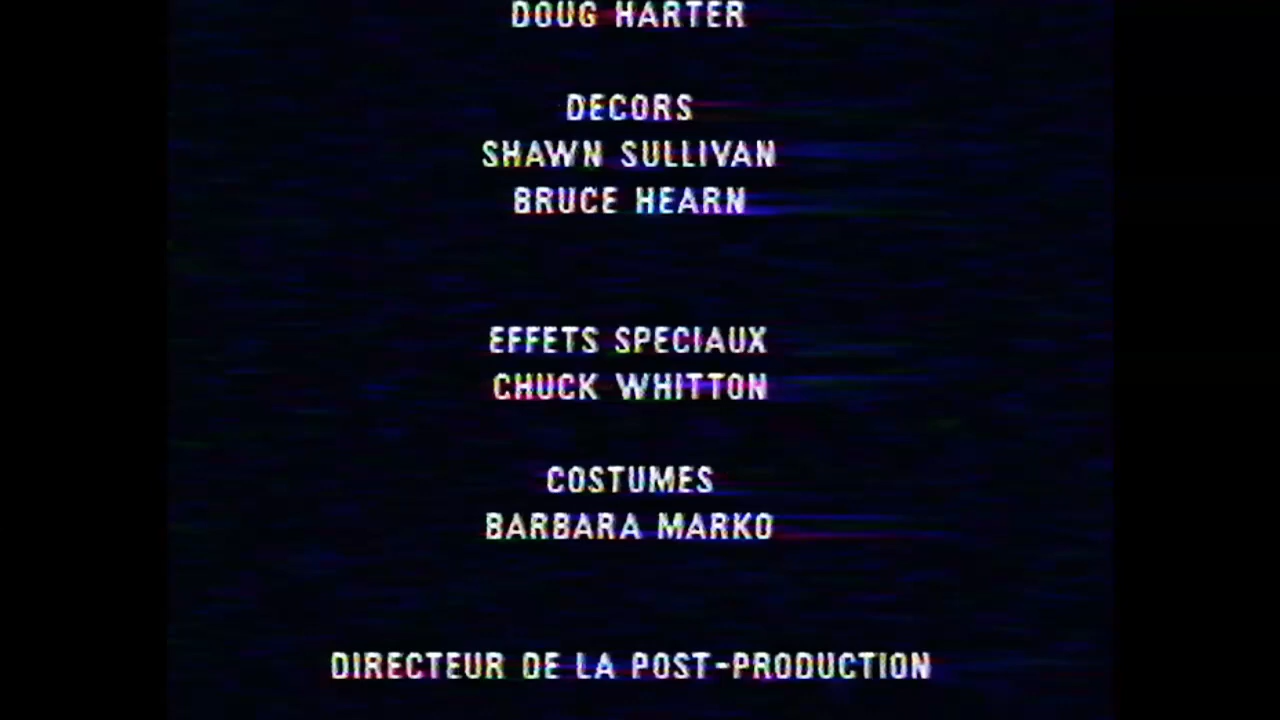 DOUG HARTER
DECORS
SHAWN SULLIVAN
BRUCE HEARN
EFFETS SPECIAUX
CHUCK WHITTON
COSTUMES
BARBARA MARKO
DIRECTEUR DE LA POST-PRODUCTION